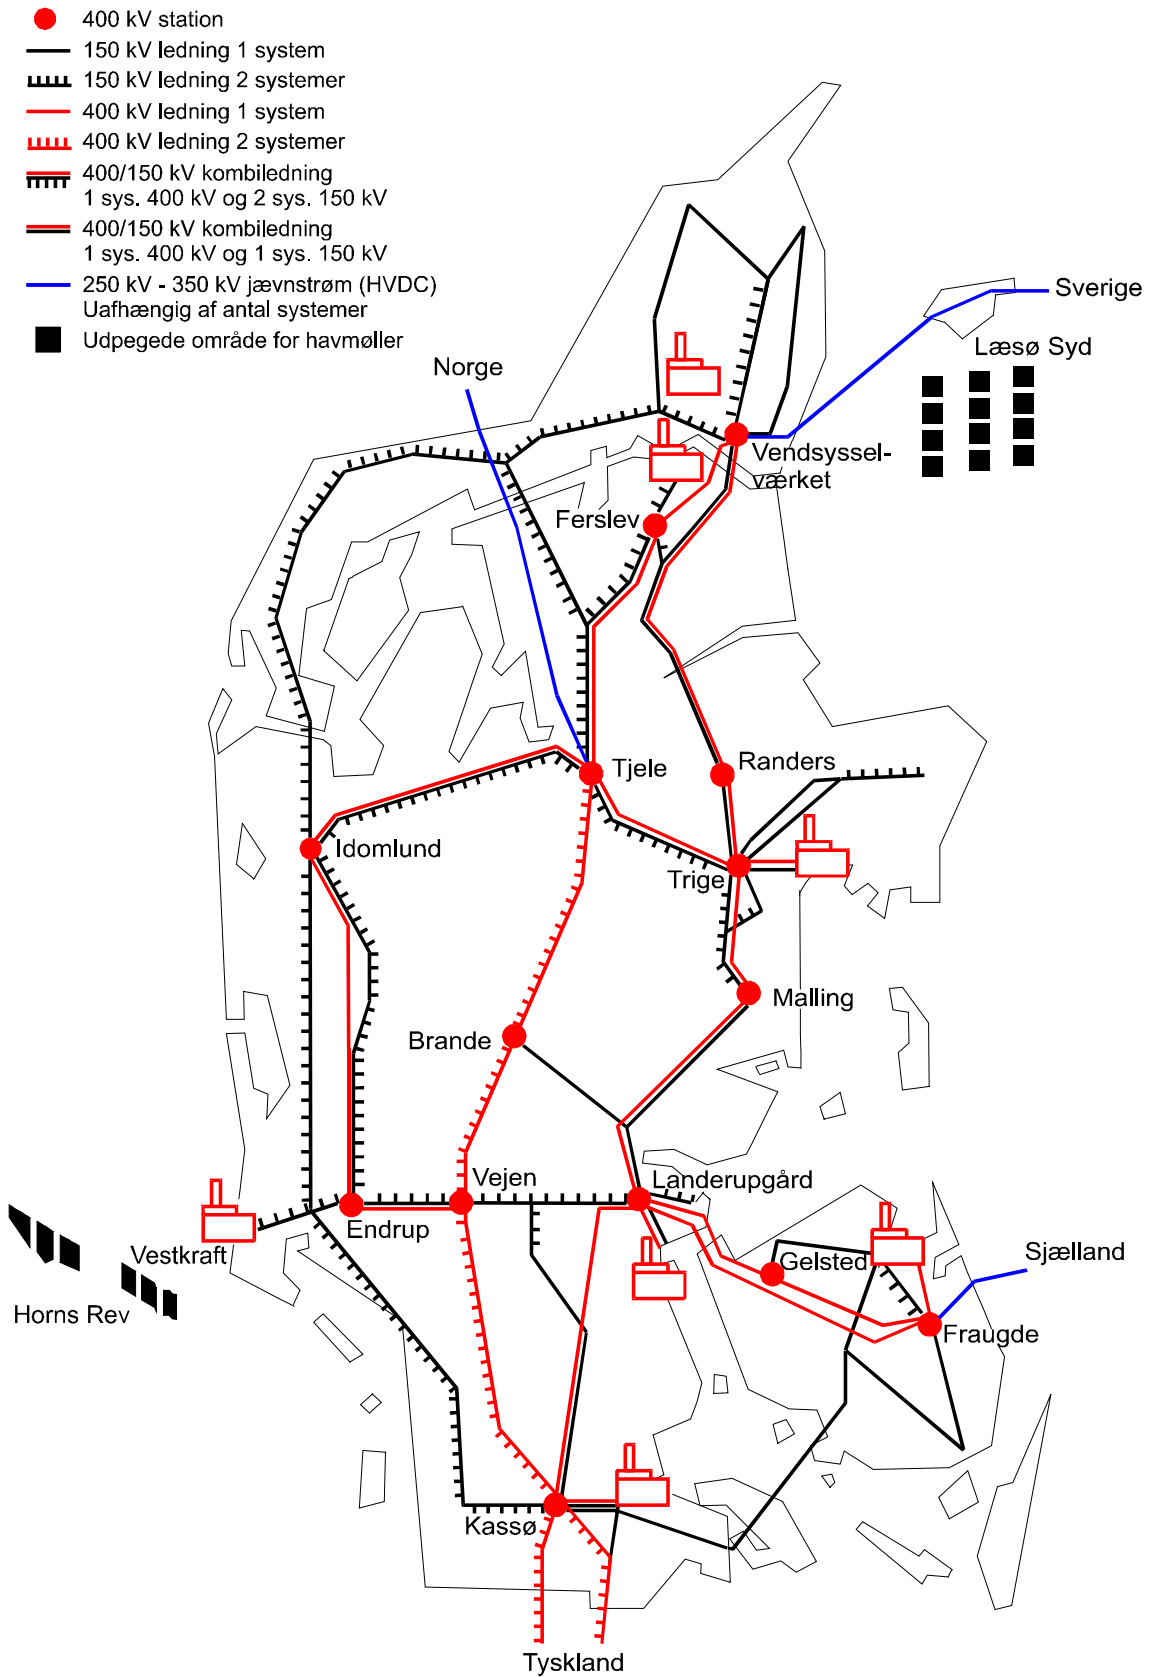 400 kV station
150 kV ledning 1 system
150 kV ledning 2 systemer
400 kV ledning 1 system
400 kV ledning 2 systemer
400/150 kV kombiledning
1 sys. 400 kV og 2 sys. 150 kV
400/150 kV kombiledning
1 sys. 400 kV og 1 sys. 150 kV
250 kV - 350 kV jævnstrøm (HVDC)
Uafhængig af antal systemer
Udpegede område for havmøller
Sverige
Læsø Syd
Norge
Vendsyssel-
værket
Ferslev
Tjele
Randers
Idomlund
Trige
Malling
Brande
Vejen
Landerupgård
Endrup
Vestkraft
Gelsted
Sjælland
Horns Rev
Fraugde
Kassø
Tyskland